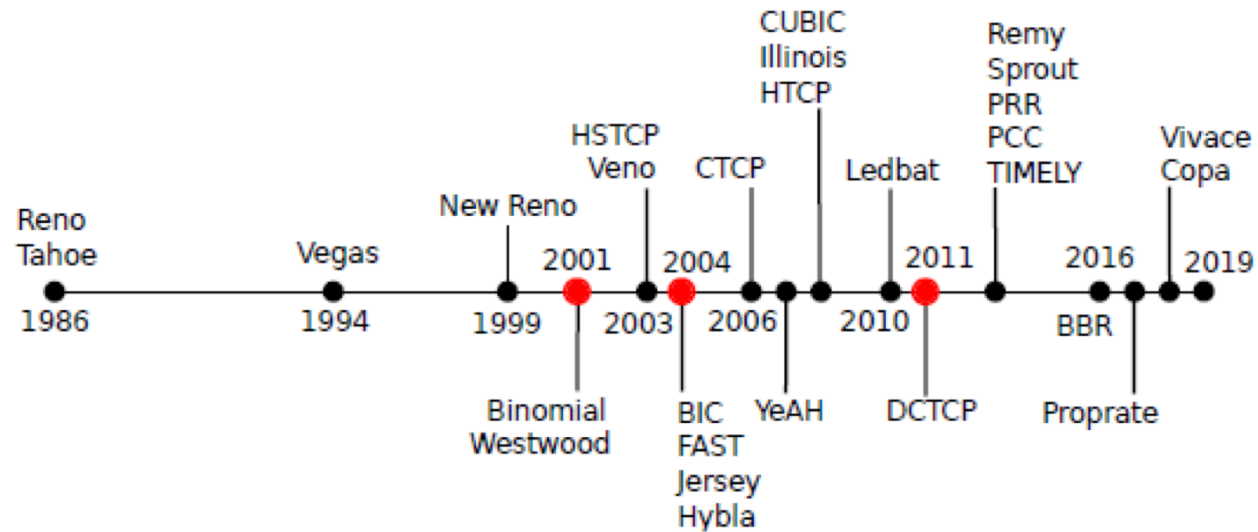 CUBIC
Illinois
HTCP
Remy
Sprout
PRR
PCC
TIMELY
HSTCP
Veno
CTCP
Ledbat
Vivace
Copa
Reno
Tahoe
Vegas
New Reno
2001
2004
2011
2016
2019
1986
1994
1999
2003
2006
2010
BBR
Binomial
Westwood
BIC
FAST
Jersey
Hybla
YeAH
DCTCP
Proprate